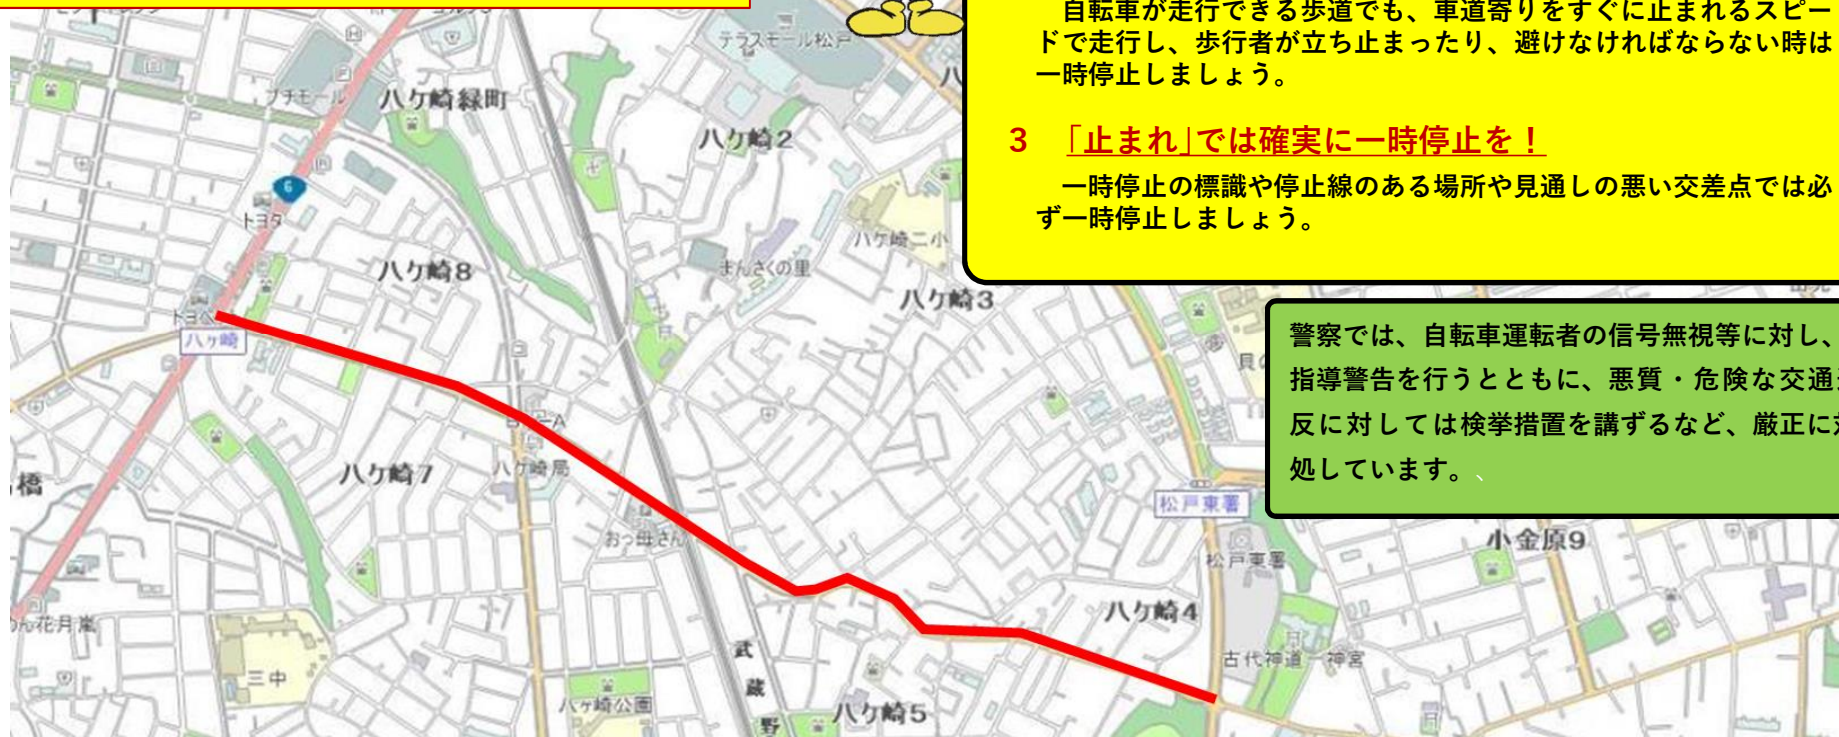 自転車が走行できる歩道でも、車道寄りをすぐに止まれるスピー
ドで走行し、歩行者が立ち止まったり、避けなければならない時は
一時停止しましょう。
3 「止まれ」では確実に一時停止を！
一時停止の標識や停止線のある場所や見通しの悪い交差点では必
ず一時停止しましょう。
警察では、自転車運転者の信号無視等に対し、
指導警告を行うとともに、悪質・危険な交通
反に対しては検挙措置を講ずるなど、厳正に
処しています。、
テラスモール松戸
プチモール
八ケ崎緑町
八ケ崎2
6
トヨタ
八ケ崎二小
まんさくの里
八ケ崎8
八ケ崎3
トヨペ
八ヶ崎
八ケ崎7
八ケ崎局
橋
松戸東署
おっ母さん
小金原9
松戸東署
花月嵐
八ケ崎4
三中
古代神道一神宮
八ケ崎公園
武
蔵
野
八ケ崎5